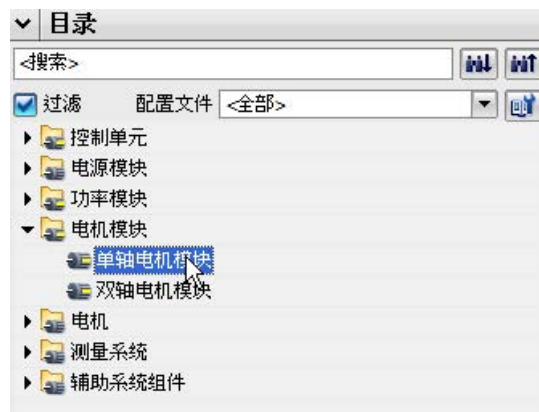 目录
<搜索>
过滤 配置文件 <全部>
控制单元
电源模块
功率模块
电机模块
单轴电机模块
双轴电机模块
电机
测量系统
辅助系统组件